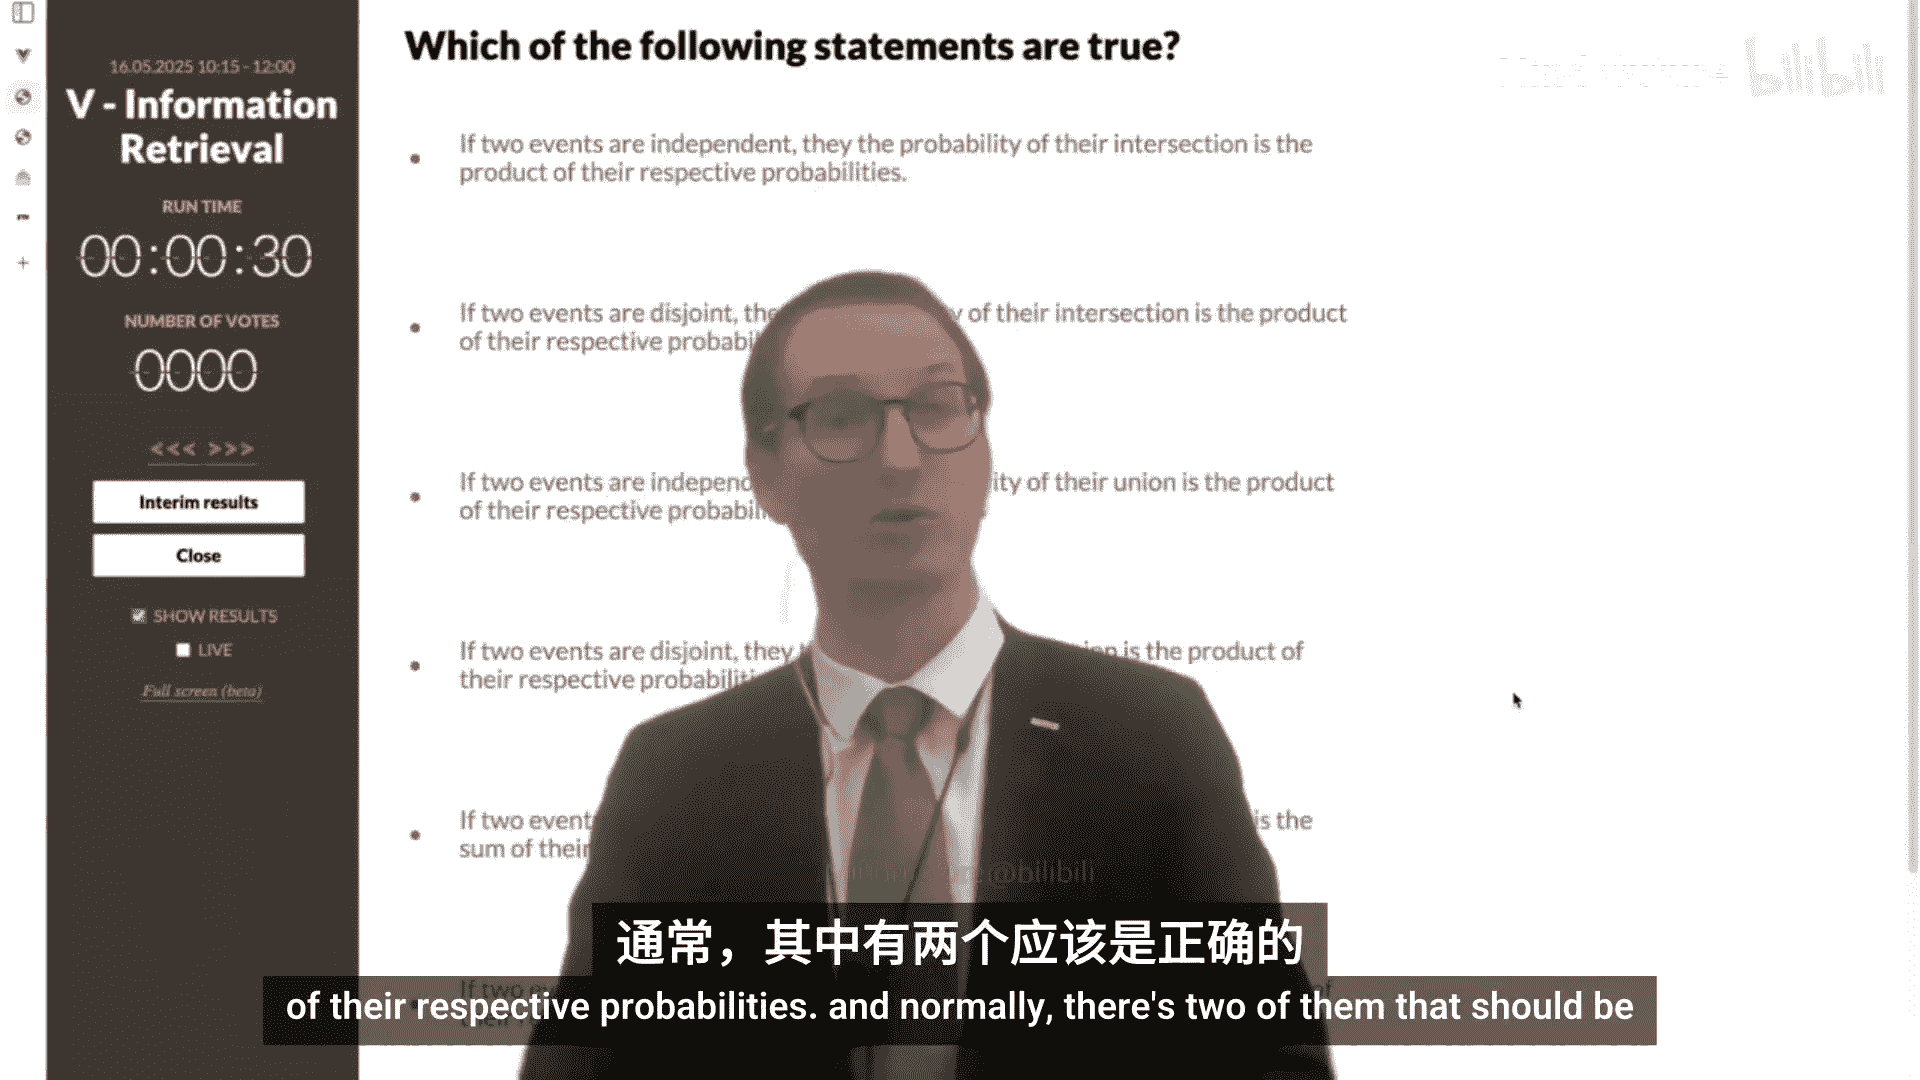 Which of the following statements are true?
16.05.2025 10:15 - 12:00
V - Information
Retrieval
RUN TIME
00:00:30
NUMBER OF VOTES
0000
<<< >>>
Interim results
Close
SHOW RESULTS
LIVE
Full screen (beta)
If two events are independent, they the probability of their intersection is the
product of their respective probabilities.
If two events are disjoint, of their intersection is the product
of their respective
If two events are of their union is the product
of their respective
If two events are disjoint, they is the product of
their respective
If two is the
sum of their
bilibili
@bilibili
通常，其中有两个应该是正确的
of their respective probabilities. and normally, there's two of them that should be